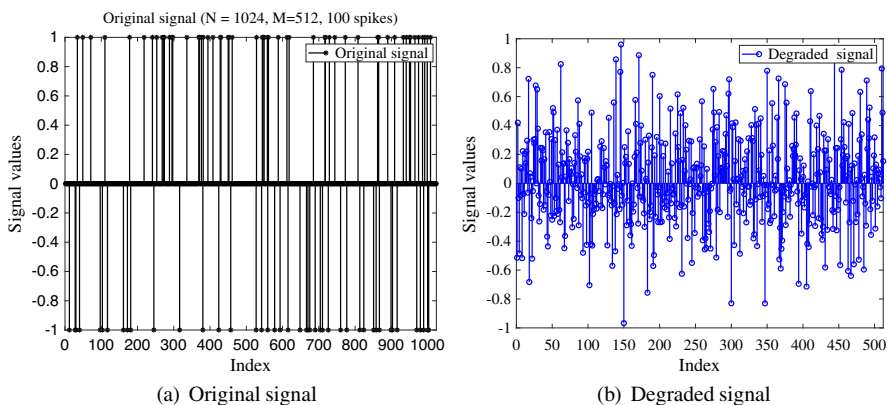 Original signal (N = 1024, M=512, 100 spikes)
Original signal
1
0.8
0.6
0.4
0.2
0
-0.2
-0.4
-0.6
-0.8
-1
Signal values
0 100 200 300 400 500 600 700 800 900 1000
Index
(a) Original signal
Degraded signal
1
0.8
0.6
0.4
0.2
0
-0.2
-0.4
-0.6
-0.8
-1
Signal values
0 50 100 150 200 250 300 350 400 450 500
Index
(b) Degraded signal